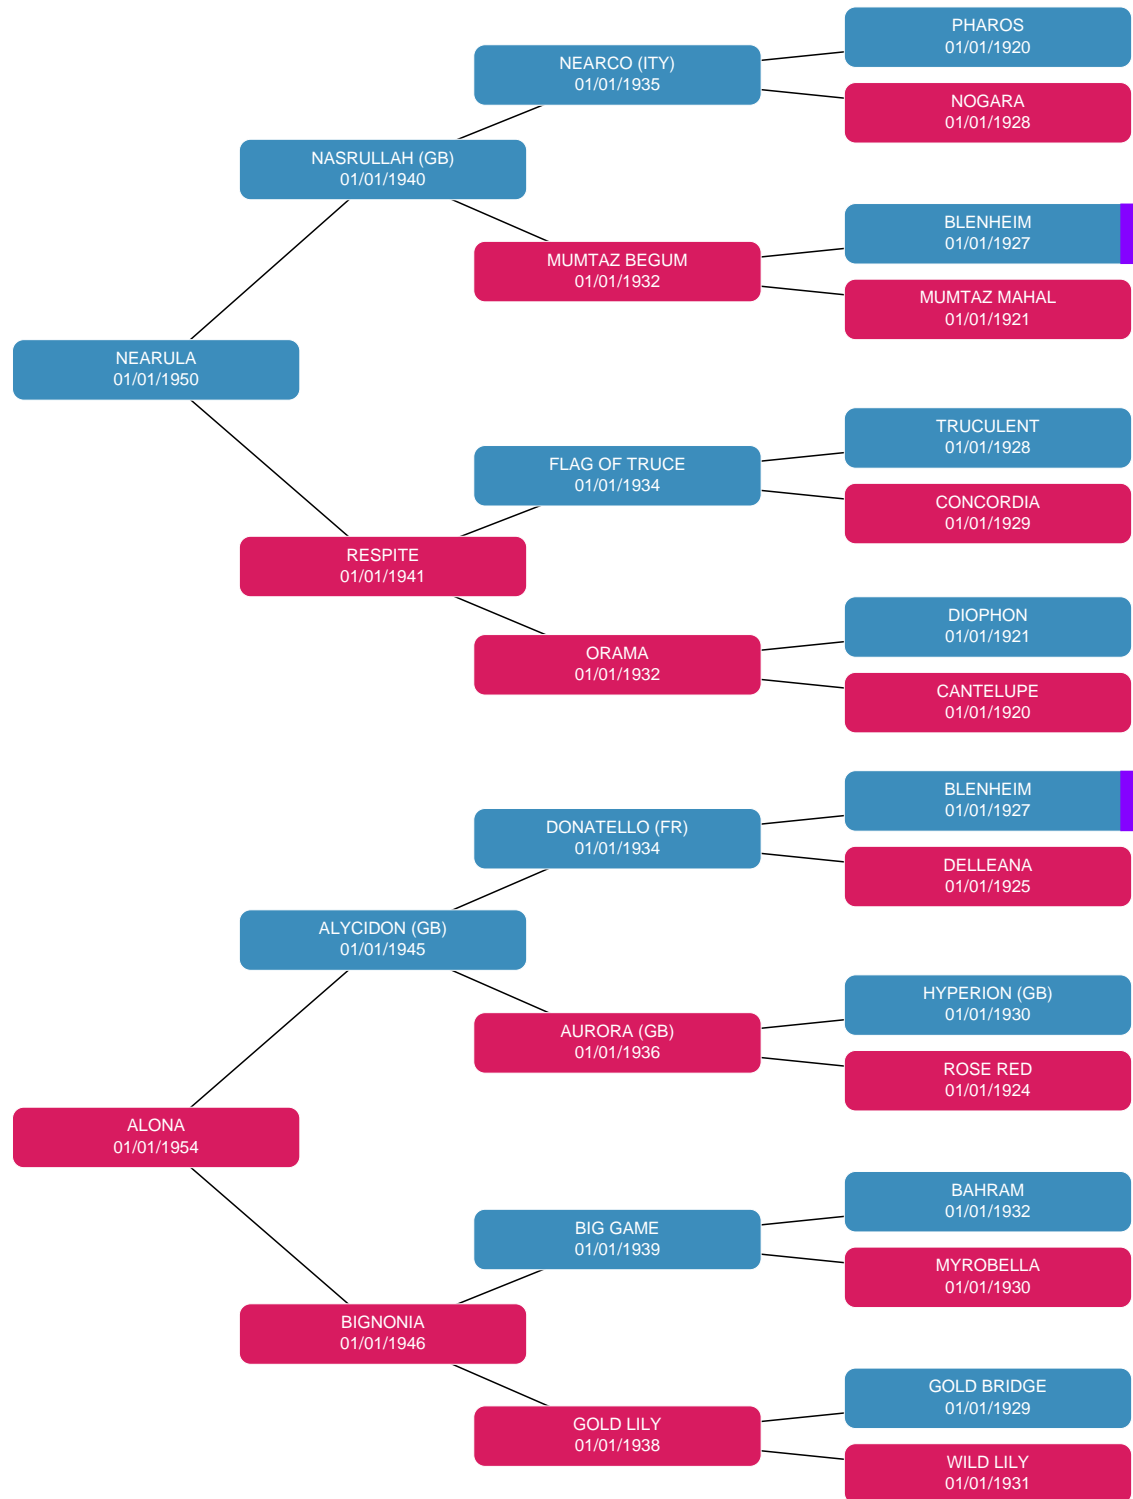 PHAROS
01/01/1920
NEARCO (ITY)
01/01/1935
NOGARA
01/01/1928
NASRULLAH (GB)
01/01/1940
BLENHEIM
01/01/1927
MUMTAZ BEGUM
01/01/1932
MUMTAZ MAHAL
01/01/1921
NEARULA
01/01/1950
TRUCULENT
01/01/1928
FLAG OF TRUCE
01/01/1934
CONCORDIA
01/01/1929
RESPITE
01/01/1941
DIOPHON
01/01/1921
ORAMA
01/01/1932
CANTELUPE
01/01/1920
BLENHEIM
01/01/1927
DONATELLO (FR)
01/01/1934
DELLEANA
01/01/1925
ALYCIDON (GB)
01/01/1945
HYPERION (GB)
01/01/1930
AURORA (GB)
01/01/1936
ROSE RED
01/01/1924
ALONA
01/01/1954
BAHRAM
01/01/1932
BIG GAME
01/01/1939
MYROBELLA
01/01/1930
BIGNONIA
01/01/1946
GOLD BRIDGE
01/01/1929
GOLD LILY
01/01/1938
WILD LILY
01/01/1931